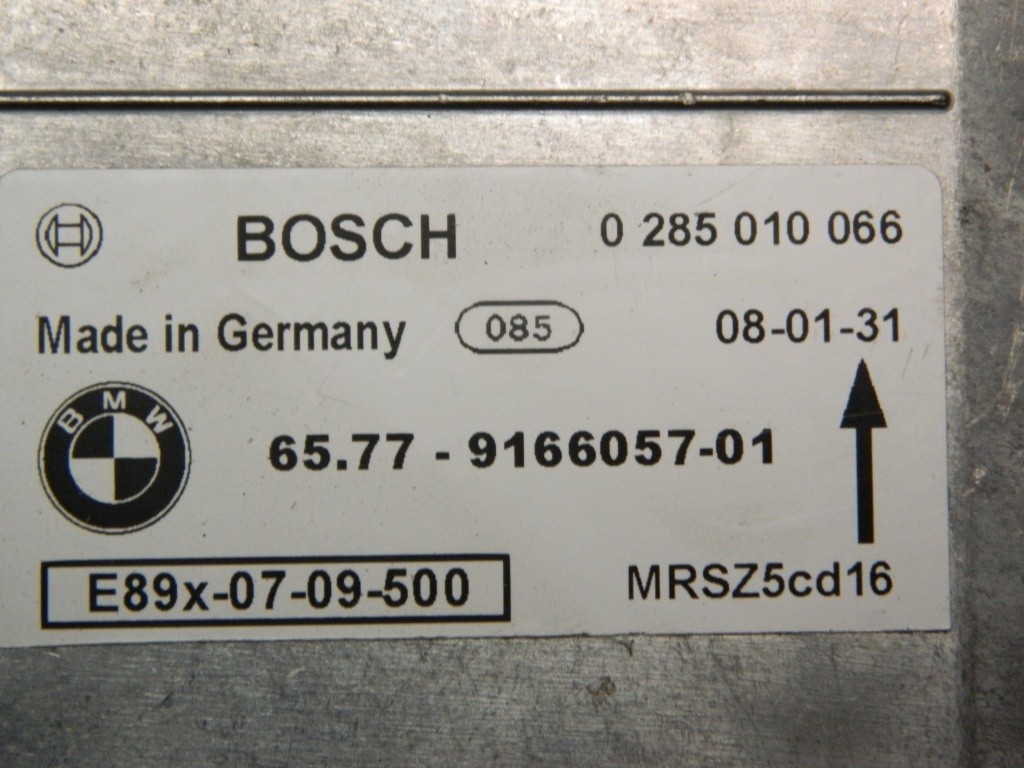 BOSCH 0 285 010 066
Made in Germany 085 08-01-31
BMW 65.77 - 9166057-01
E89x-07-09-500 MRSZ5cd16